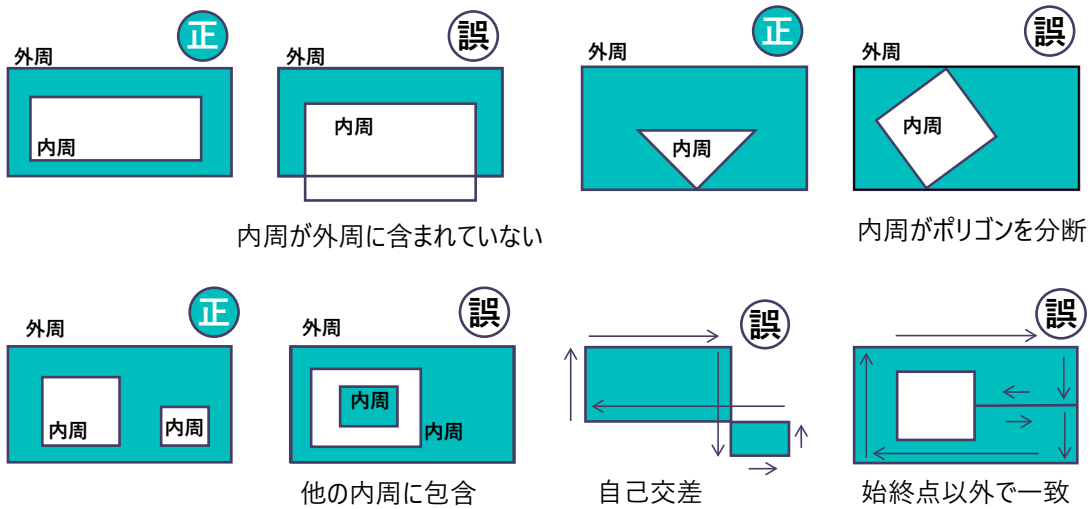 正
誤
正
誤
外周
外周
外周
外周
内周
内周
内周
内周
内周が外周に含まれていない
内周がポリゴンを分断
正
誤
誤
誤
外周
外周
内周
内周
内周
内周
他の内周に包含
自己交差
始終点以外で一致